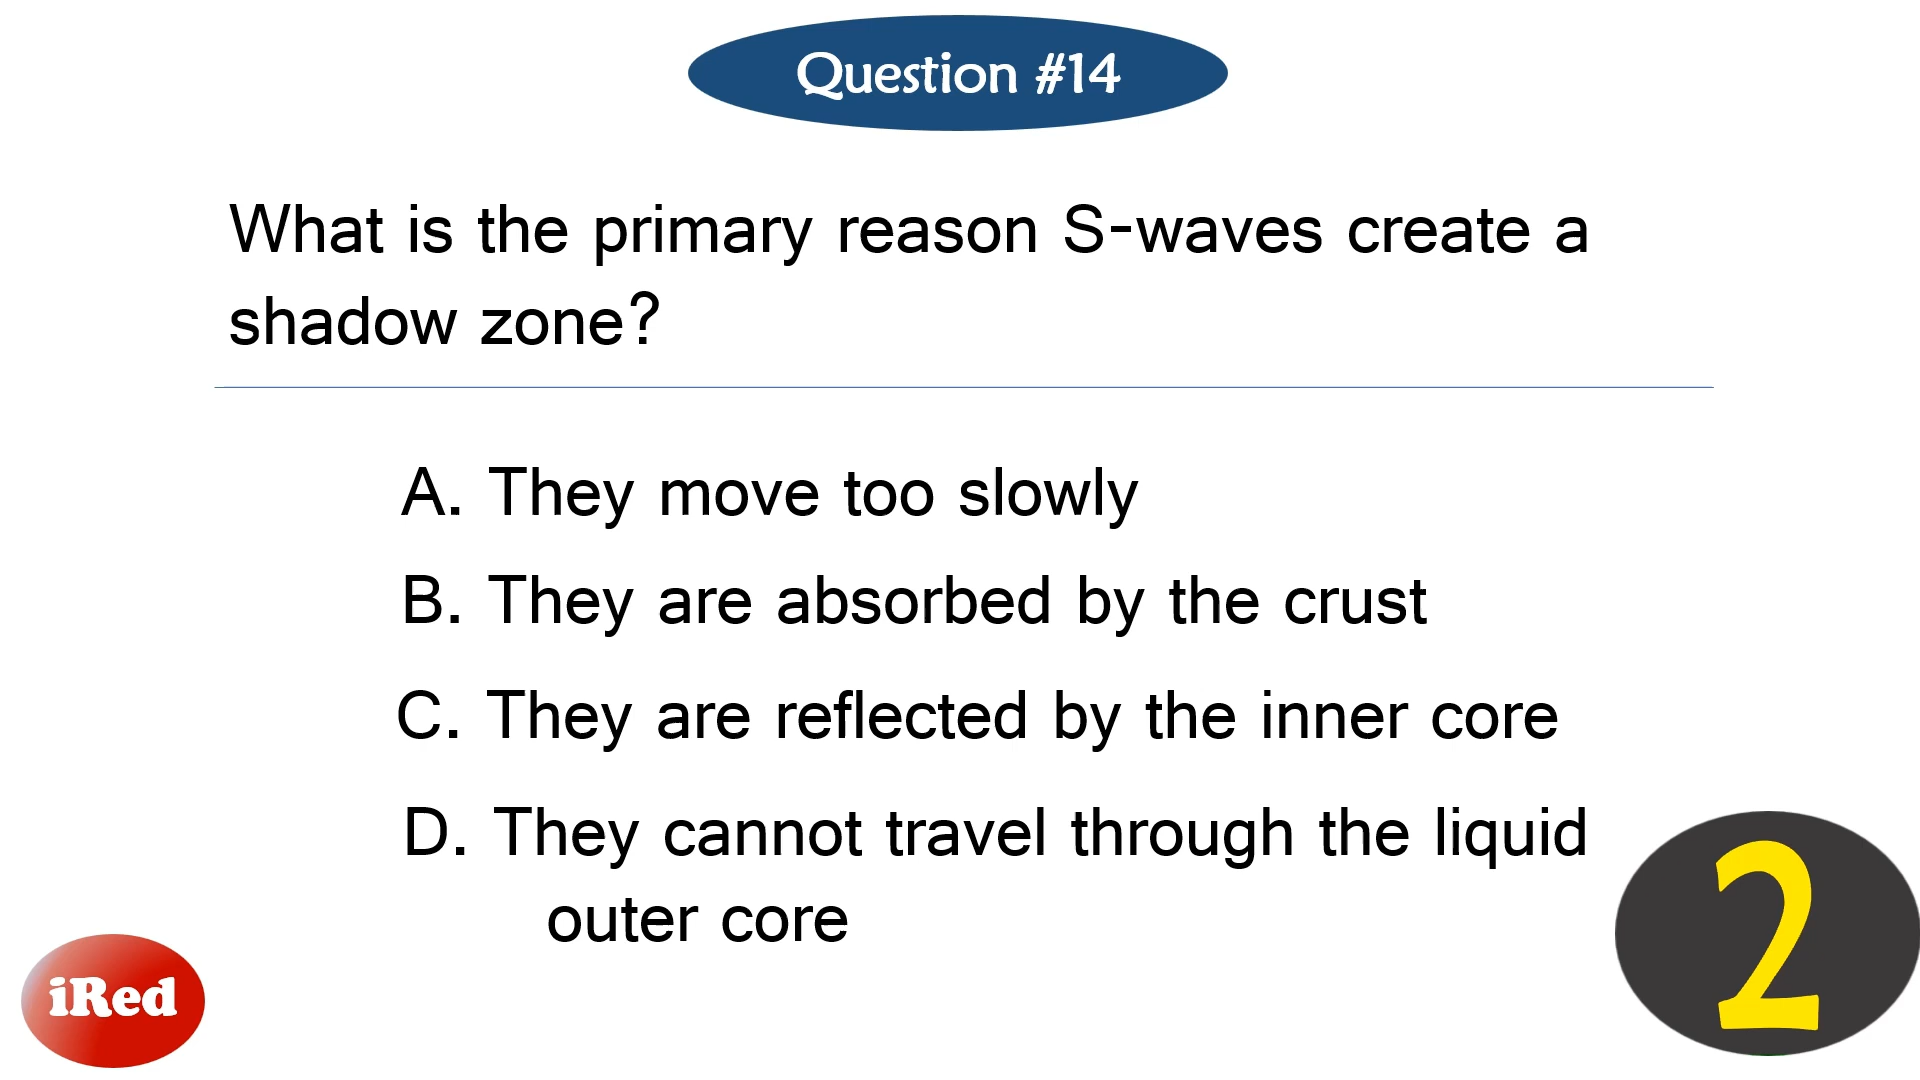 Question #14
What is the primary reason S-waves create a
shadow zone?
A. They move too slowly
B. They are absorbed by the crust
C. They are reflected by the inner core
D. They cannot travel through the liquid
outer core
iRed
2